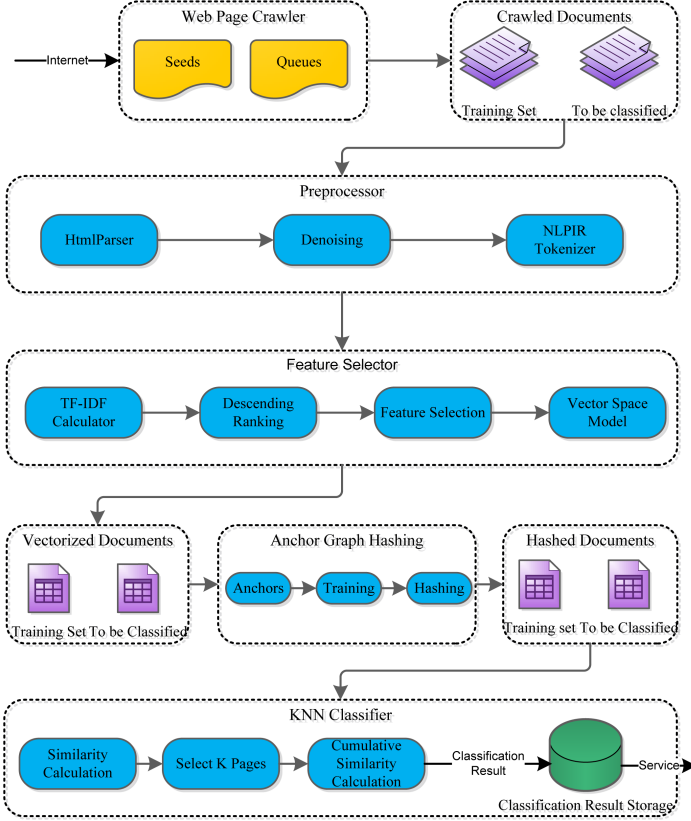 Web Page Crawler
Crawled Documents
Internet
Seeds
Queues
Training Set
To be classified
Preprocessor
HtmlParser
Denoising
NLPIR
Tokenizer
Feature Selector
TF-IDF
Calculator
Descending
Ranking
Feature Selection
Vector Space
Model
Vectorized Documents
Anchor Graph Hashing
Hashed Documents
Anchors
Training
Hashing
Training Set
To be Classified
Training set
To be Classified
KNN Classifier
Similarity
Calculation
Select K Pages
Cumulative
Similarity
Calculation
Classification
Result
Service
Classification Result Storage